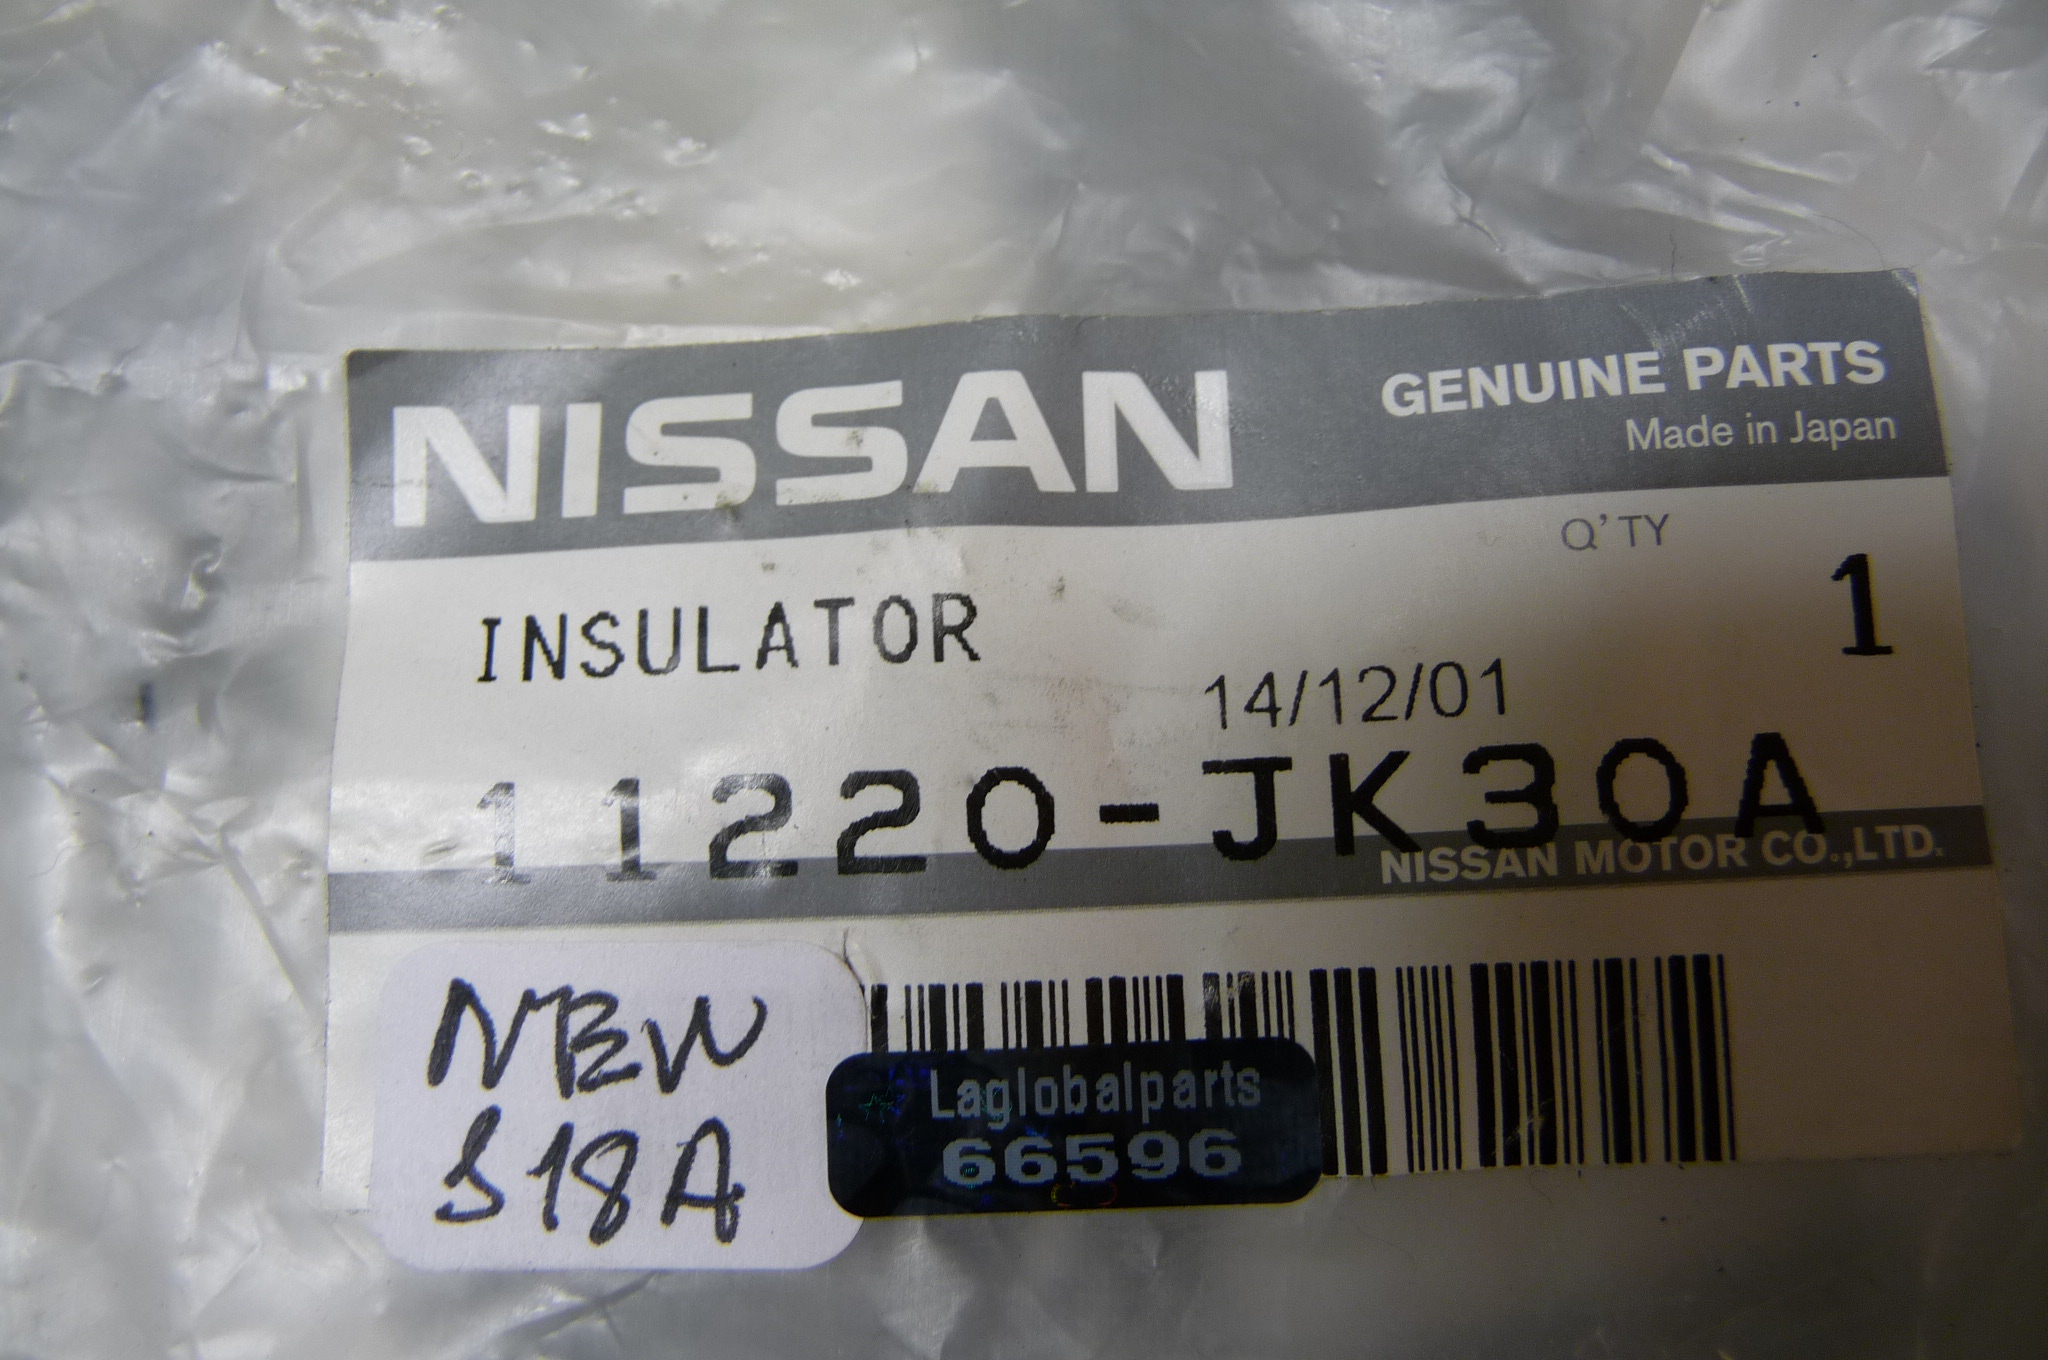 NISSAN
GENUINE PARTS
Made in Japan
Q'TY
INSULATOR
1
14/12/01
11220-JK30A
NISSAN MOTOR CO.,LTD.
NEW
S18A
Laglobalparts
66596